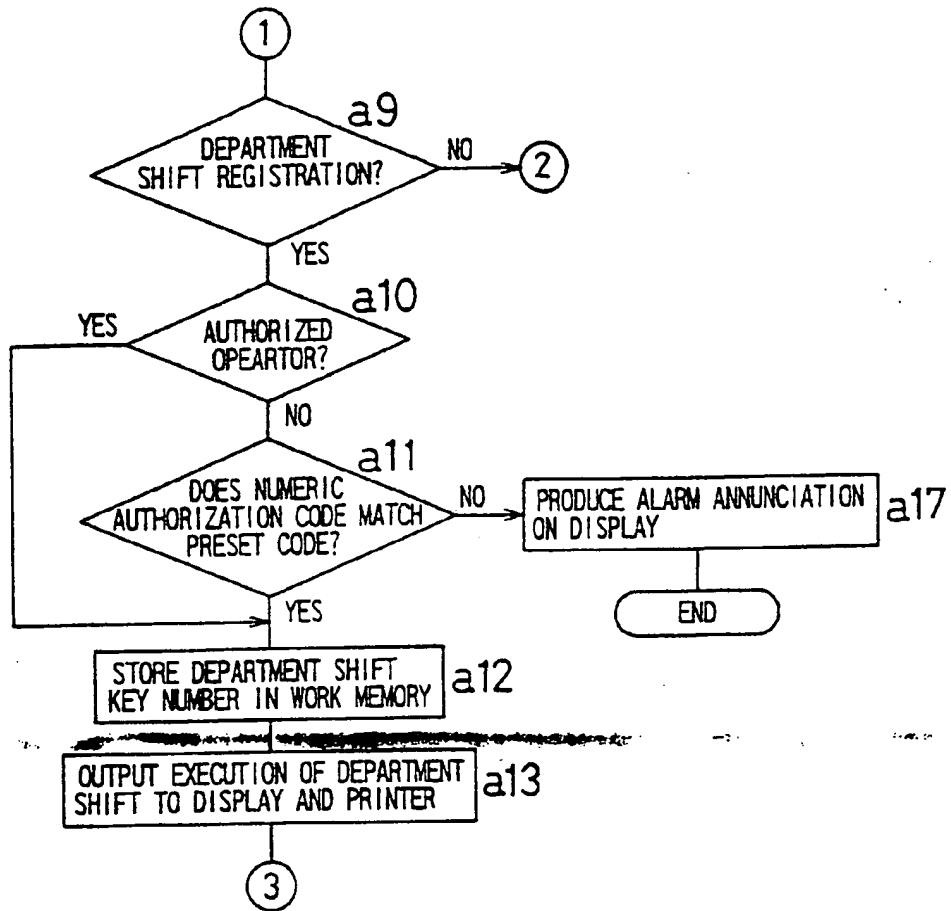 1
a9
DEPARTMENT
SHIFT REGISTRATION?
NO
2
YES
a10
YES
AUTHORIZED
OPEARTOR?
NO
a11
DOES NUMERIC
AUTHORIZATION CODE MATCH
PRESET CODE?
NO
PRODUCE ALARM ANNUNCIATION
ON DISPLAY
a17
YES
END
STORE DEPARTMENT SHIFT
KEY NUMBER IN WORK MEMORY
a12
OUTPUT EXECUTION OF DEPARTMENT
SHIFT TO DISPLAY AND PRINTER
a13
3